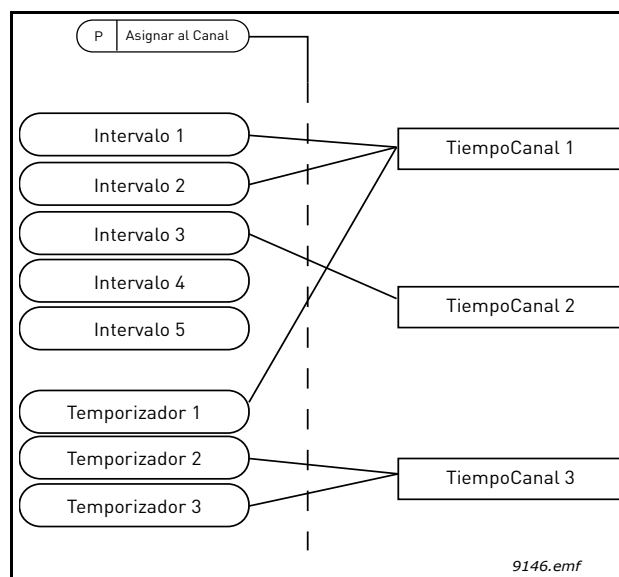 P Asignar al Canal
Intervalo 1
Intervalo 2
Intervalo 3
Intervalo 4
Intervalo 5
Temporizador 1
Temporizador 2
Temporizador 3
TiempoCanal 1
TiempoCanal 2
TiempoCanal 3
9146.emf